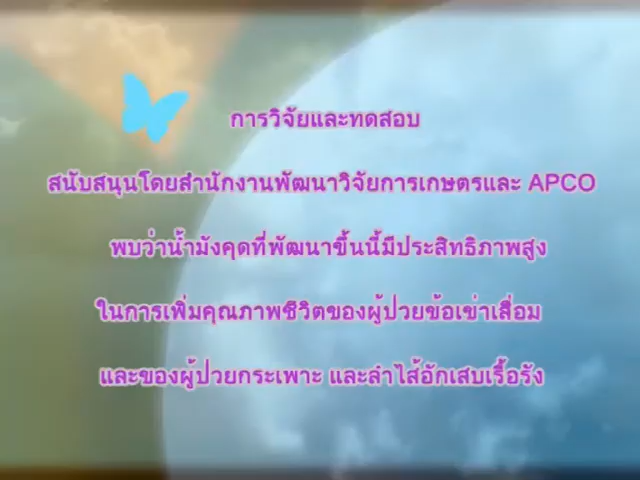 การวิจัยและทดสอบ
สนับสนุนโดยสำนักงานพัฒนาวิจัยการเกษตรและ APCO
พบว่าน้ำมังคุดที่พัฒนาขึ้นนี้มีประสิทธิภาพสูง
ในการเพิ่มคุณภาพชีวิตของผู้ป่วยข้อเข่าเสื่อม
และของผู้ป่วยกระเพาะ และลำไส้อักเสบเรื้อรัง